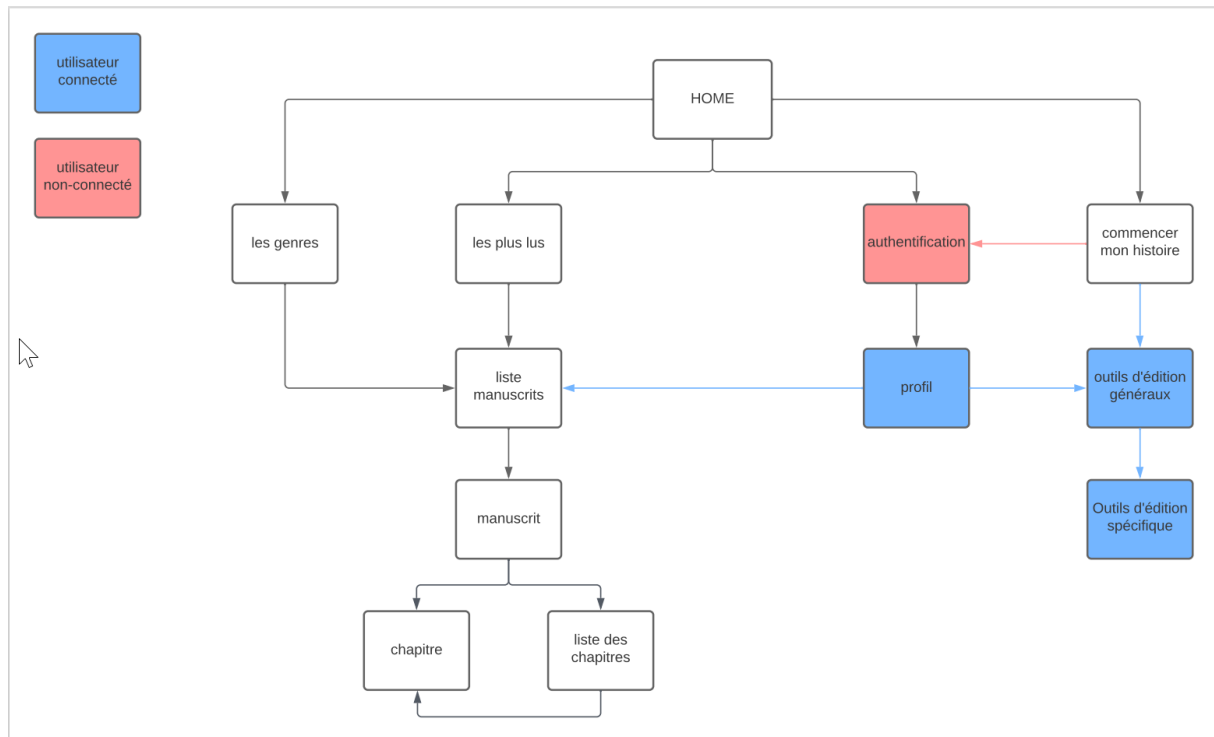 utilisateur
connecté
HOME
utilisateur
non-connecté
les genres
les plus lus
authentification
commencer
mon histoire
liste
manuscrits
profil
outils d'édition
généraux
manuscrit
Outils d'édition
spécifique
chapitre
liste des
chapitres